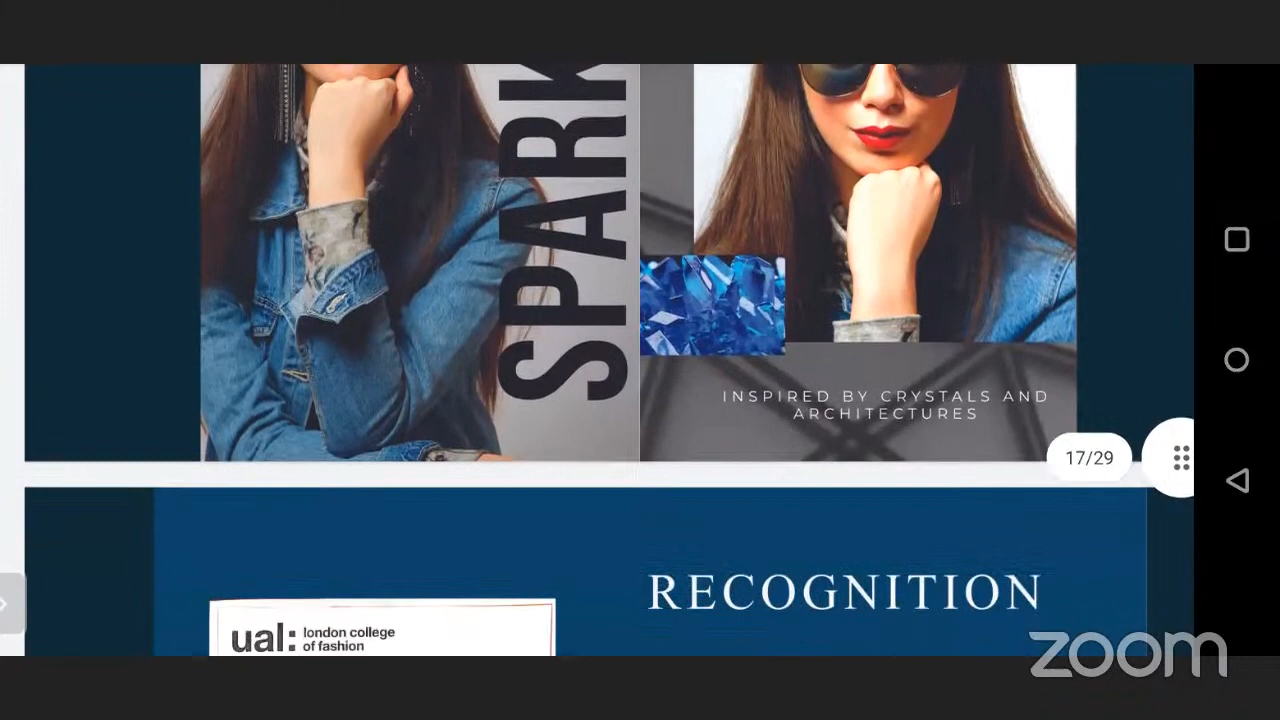 SPARK
INSPIRED BY CRYSTALS AND
ARCHITECTURES
17/29
RECOGNITION
ual: london college
of fashion
zoom